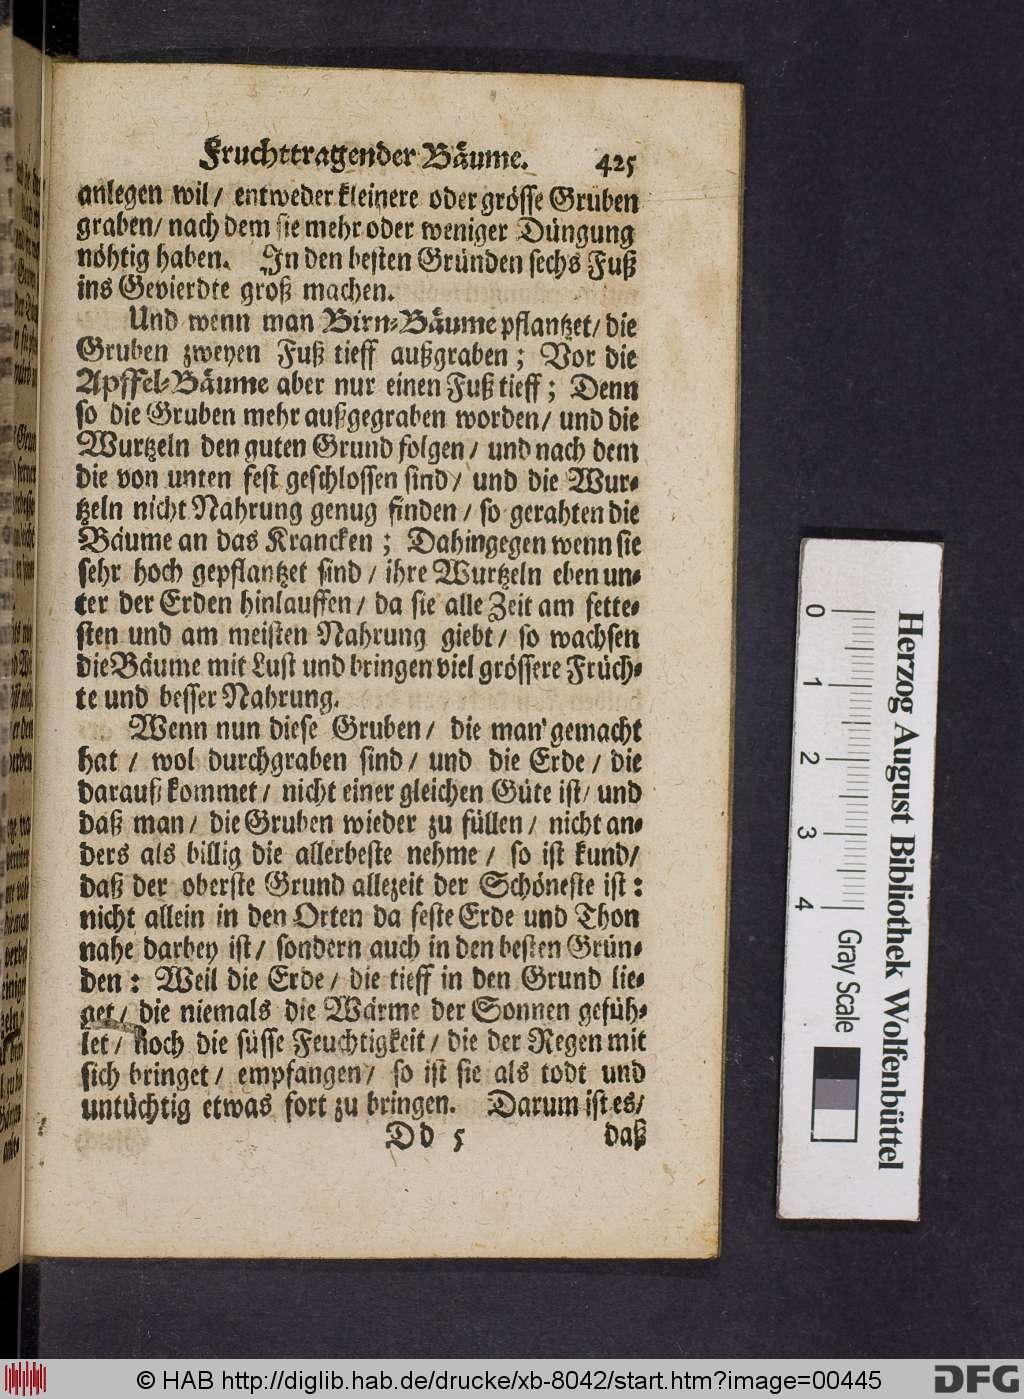 Fruchttragender Bäume. 425
anlegen wil / entweder kleinere oder grösse Gruben
graben / nach dem sie mehr oder weniger Düngung
nöhtig haben. In den besten Gründen sechs Fuß
ins Gevierdte groß machen.
Und wenn man Birn-Bäume pflantzet / die
Gruben zweyen Fuß tieff außgraben ; Vor die
Apffel-Bäume aber nur einen Fuß tieff ; Denn
so die Gruben mehr außgegraben worden / und die
Wurtzeln den guten Grund folgen / und nach dem
die von unten fest geschlossen sind / und die Wur-
tzeln nicht Nahrung genug finden / so gerahten die
Bäume an das Krancken ; Dahingegen wenn sie
sehr hoch gepflantzet sind / ihre Wurtzeln eben un-
ter der Erden hinlauffen / da sie alle Zeit am fette-
sten und am meisten Nahrung giebt / so wachsen
die Bäume mit Lust und bringen viel grössere Früch-
te und besser Nahrung.
Wenn nun diese Gruben / die man gemacht
hat / wol durchgraben sind / und die Erde / die
darauß kommet / nicht einer gleichen Güte ist / und
daß man / die Gruben wieder zu füllen / nicht an-
ders als billig die allerbeste nehme / so ist kund /
daß der oberste Grund allezeit der Schöneste ist :
nicht allein in den Orten da feste Erde und Thon
nahe darbey ist / sondern auch in den besten Grün-
den : Weil die Erde / die tieff in den Grund lie-
get / die niemals die Wärme der Sonnen gefüh-
let / noch die süsse Feuchtigkeit / die der Regen mit
sich bringet / empfangen / so ist sie als todt und
untüchtig etwas fort zu bringen. Darum ist es /
Dd 5 daß
0 1 2 3 4 Gray Scale
Herzog August Bibliothek Wolfenbüttel
© HAB http://diglib.hab.de/drucke/xb-8042/start.htm?image=00445
DFG